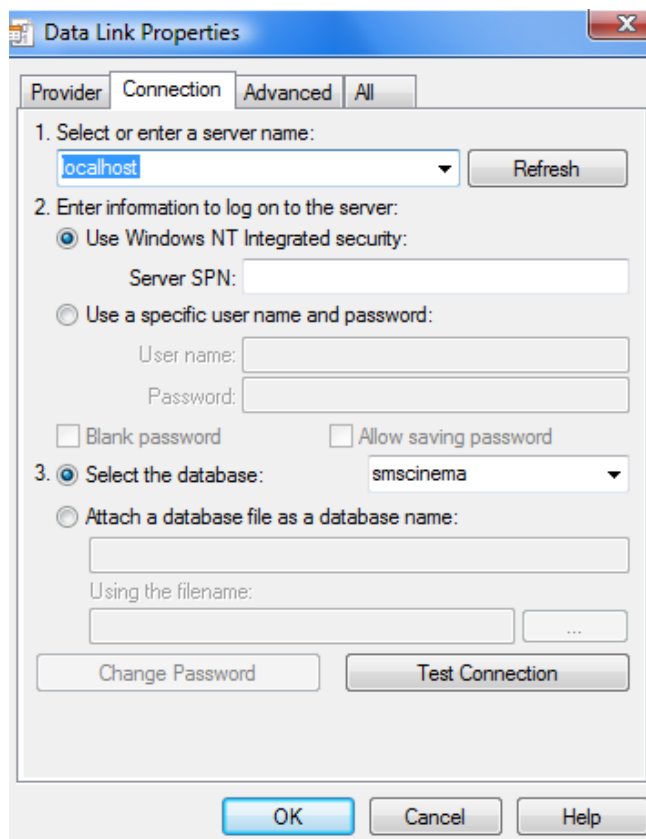 Data Link Properties
Provider Connection Advanced All
1. Select or enter a server name:
localhost Refresh
2. Enter information to log on to the server:
Use Windows NT Integrated security:
Server SPN:
Use a specific user name and password:
User name:
Password:
Blank password Allow saving password
3. Select the database: smscinema
Attach a database file as a database name:
Using the filename:
...
Change Password Test Connection
OK Cancel Help